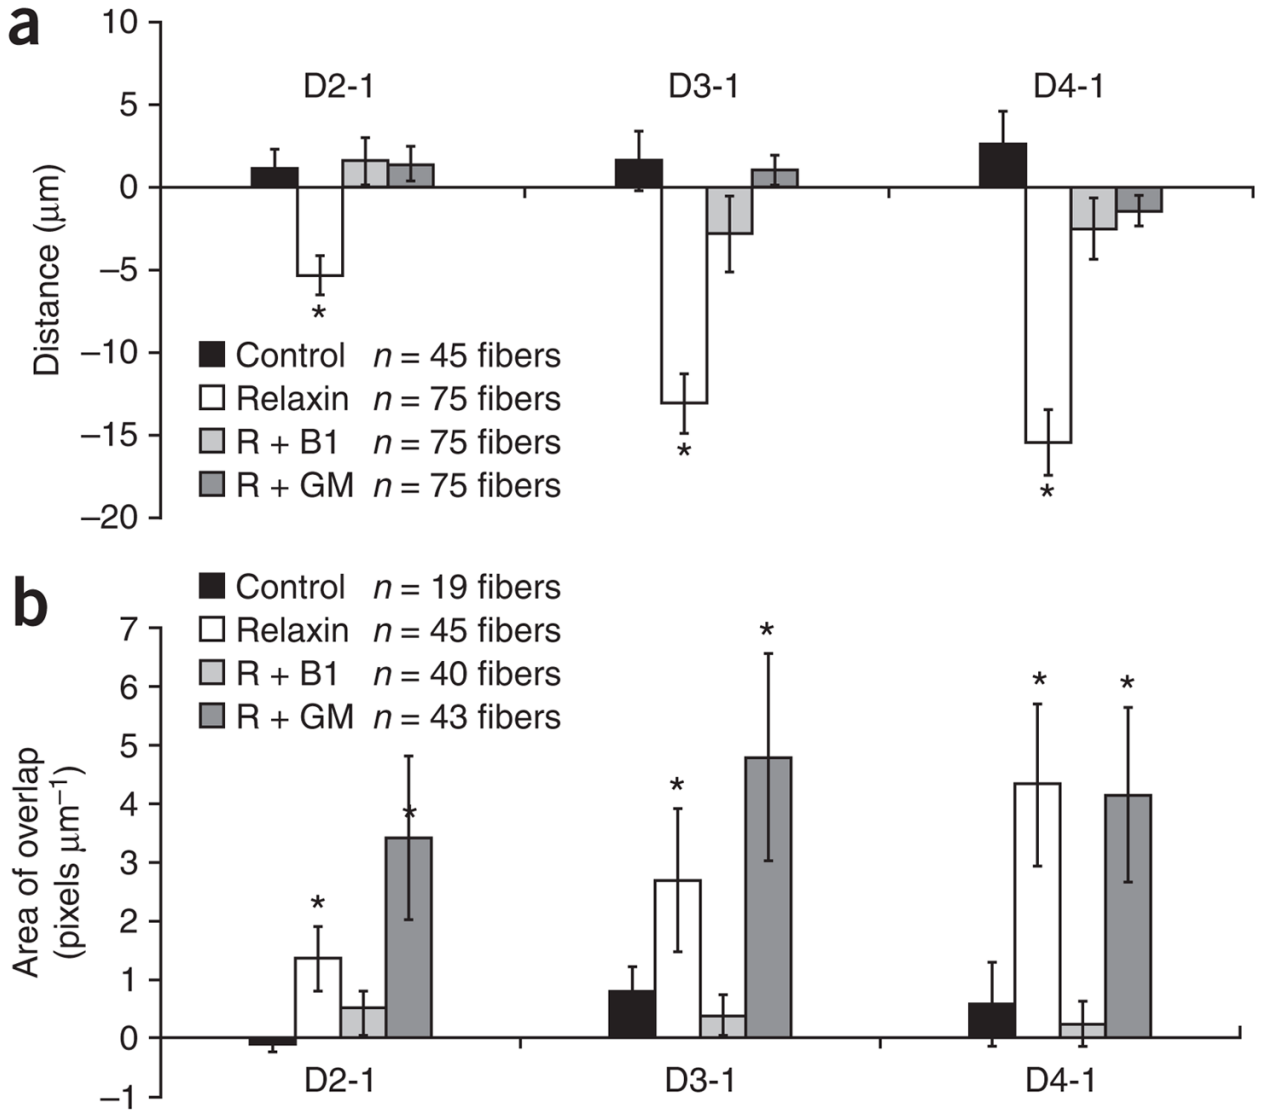 a
10
5
0
−5
−10
−15
−20
Distance (μm)
D2-1 D3-1 D4-1
*
*
*
Control n = 45 fibers
Relaxin n = 75 fibers
R + B1 n = 75 fibers
R + GM n = 75 fibers
b
Control n = 19 fibers
Relaxin n = 45 fibers
R + B1 n = 40 fibers
R + GM n = 43 fibers
7
6
5
4
3
2
1
0
−1
Area of overlap
(pixels μm⁻¹)
* *
* *
* *
D2-1 D3-1 D4-1